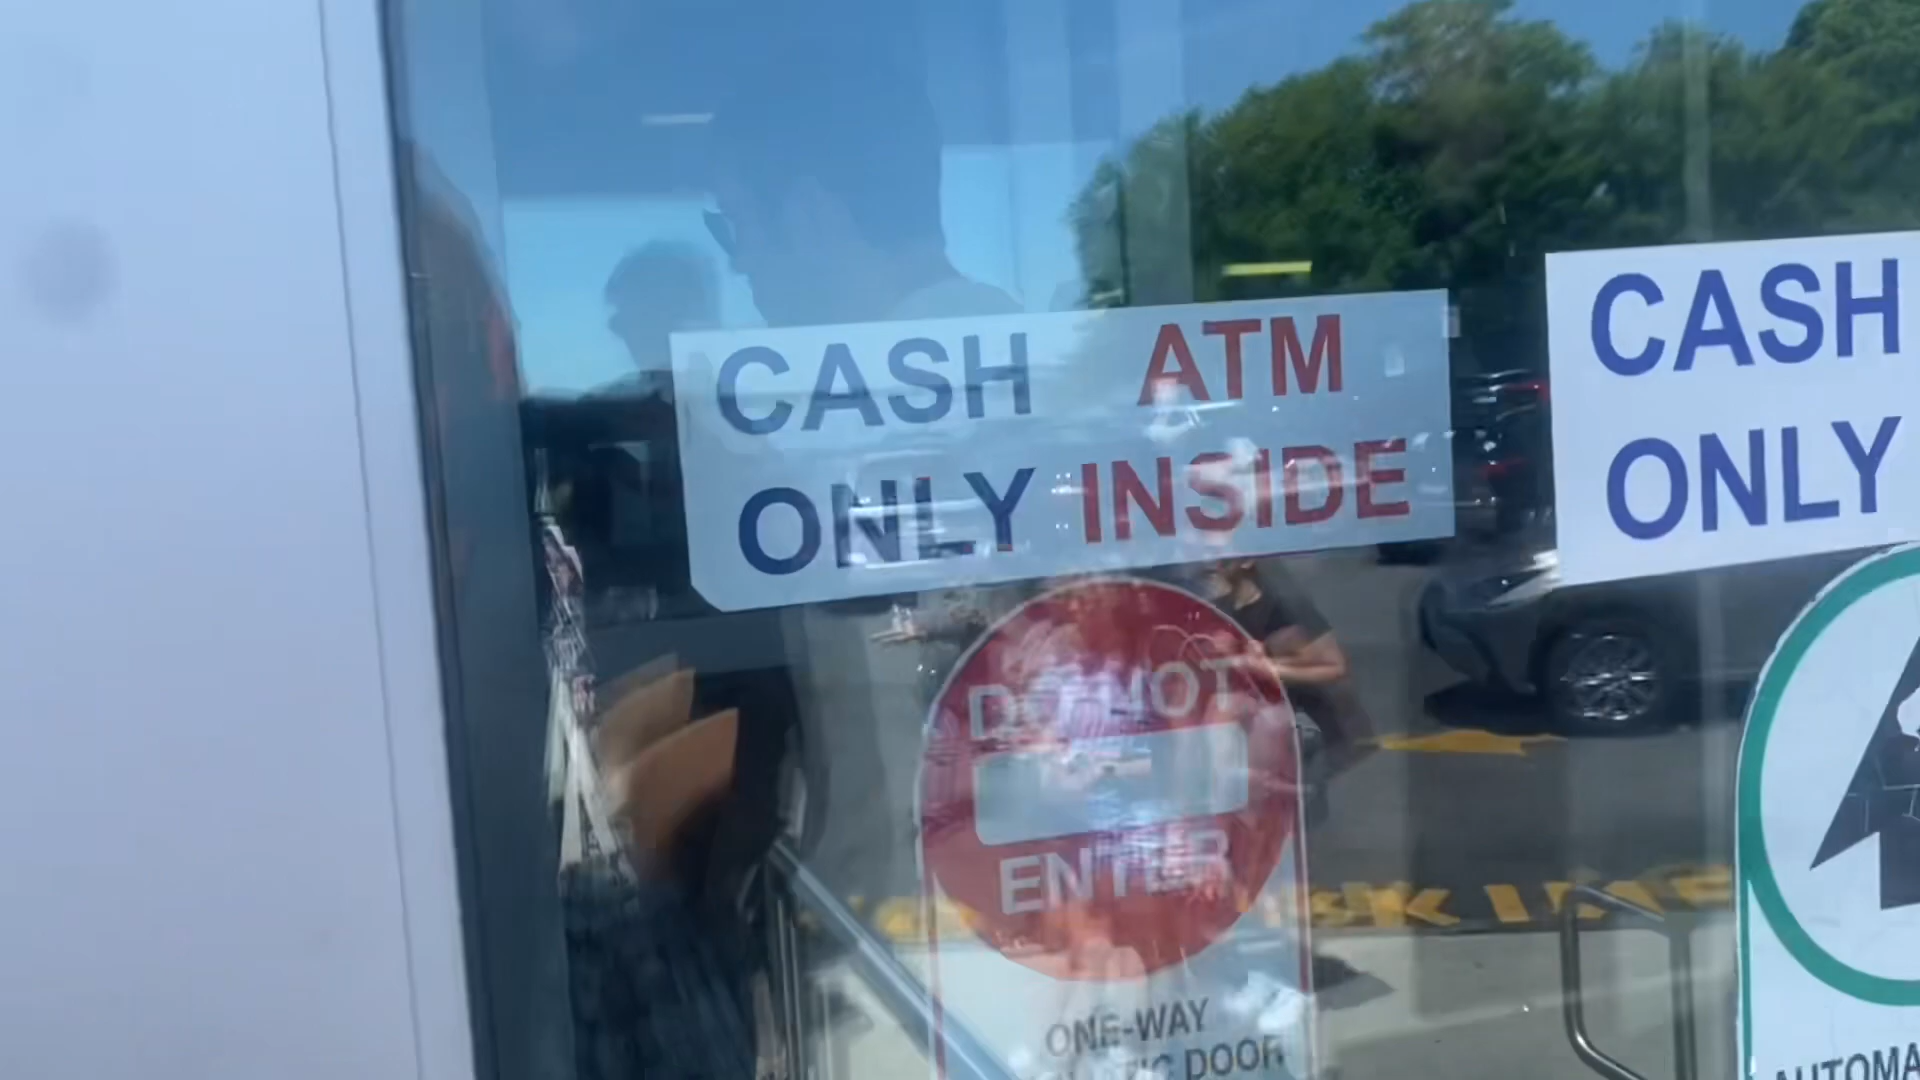 CASH ATM
ONLY INSIDE
CASH
ONLY
DO NOT
ENTER
ONE-WAY
DOOR